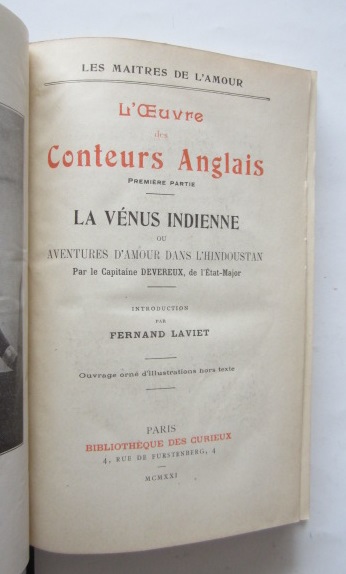 LES MAITRES DE L'AMOUR
L'Œuvre
des
Conteurs Anglais
PREMIÈRE PARTIE
LA VÉNUS INDIENNE
OU
AVENTURES D'AMOUR DANS L'HINDOUSTAN
Par le Capitaine DEVEREUX, de l'État-Major
INTRODUCTION
PAR
FERNAND LAVIET
Ouvrage orné d'illustrations hors texte
PARIS
BIBLIOTHÈQUE DES CURIEUX
4, RUE DE FURSTENBERG, 4
MCMXXI